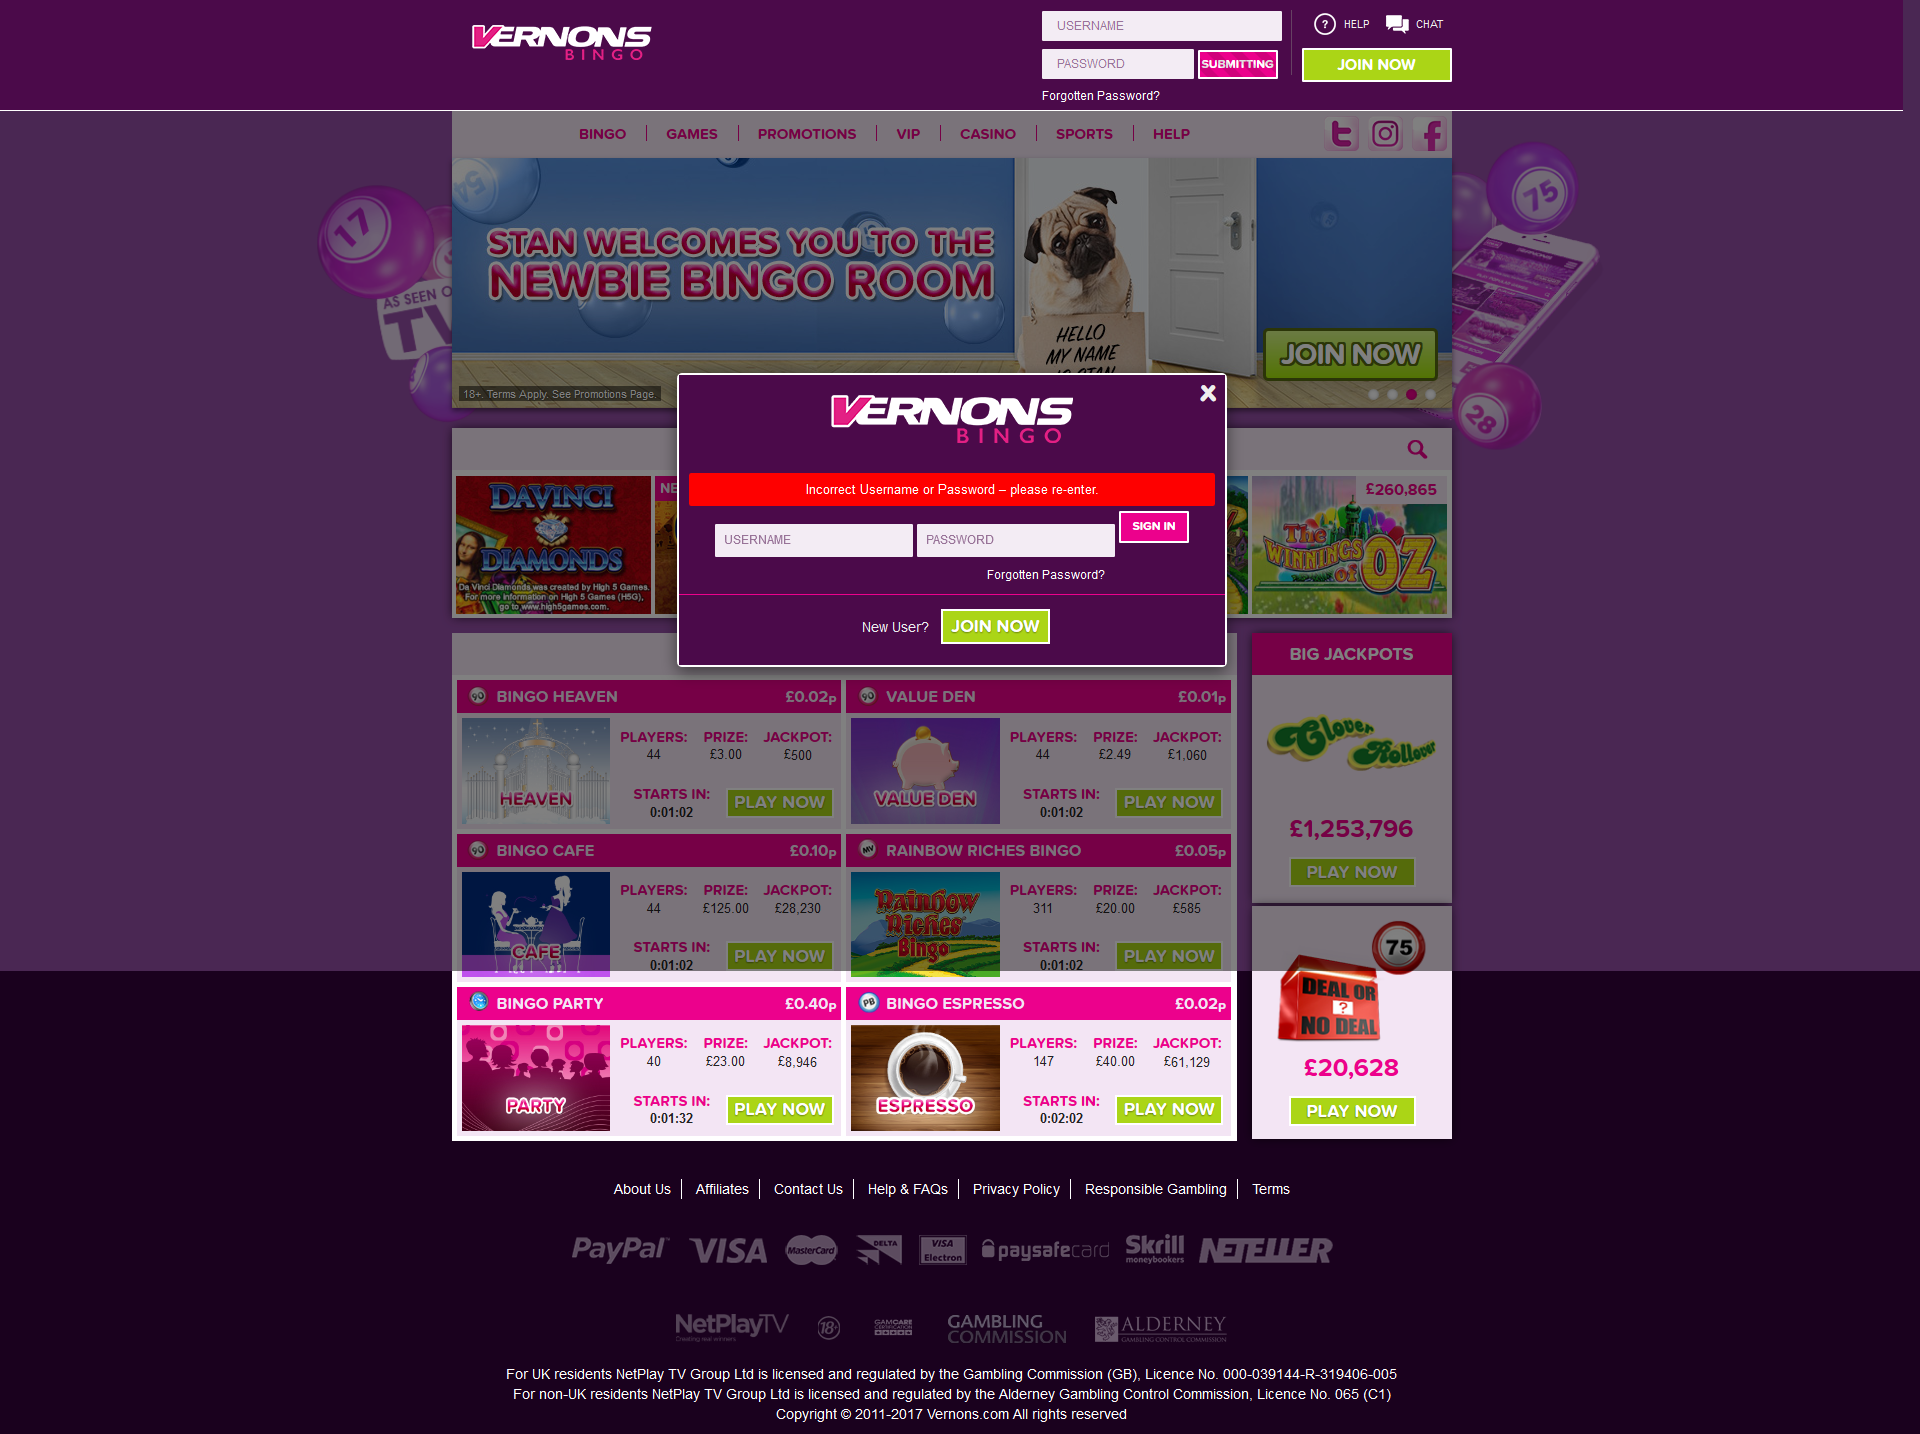 VERNONS
BINGO
USERNAME
PASSWORD
SUBMITTING
Forgotten Password?
HELP
CHAT
JOIN NOW
BINGO
GAMES
PROMOTIONS
VIP
CASINO
SPORTS
HELP
54
17
75
AS SEEN O
TV
28
STAN WELCOMES YOU TO THE
NEWBIE BINGO ROOM
HELLO
MY NAME
JOIN NOW
18+. Terms Apply. See Promotions Page.
VERNONS
BINGO
Incorrect Username or Password – please re-enter.
USERNAME
PASSWORD
SIGN IN
Forgotten Password?
New User?
JOIN NOW
DAVINCI
DIAMONDS
Da Vinci Diamonds was created by High 5 Games.
For more information on High 5 Games (H5G),
go to www.high5games.com.
NE
£260,865
The
WINNINGS
of OZ
BIG JACKPOTS
90 BINGO HEAVEN £0.02p
HEAVEN
PLAYERS: PRIZE: JACKPOT:
44 £3.00 £500
STARTS IN:
0:01:02
PLAY NOW
90 VALUE DEN £0.01p
VALUE DEN
PLAYERS: PRIZE: JACKPOT:
44 £2.49 £1,060
STARTS IN:
0:01:02
PLAY NOW
Clover
Rollover
£1,253,796
PLAY NOW
90 BINGO CAFE £0.10p
CAFE
PLAYERS: PRIZE: JACKPOT:
44 £125.00 £28,230
STARTS IN:
0:01:02
PLAY NOW
MV RAINBOW RICHES BINGO £0.05p
Rainbow
Riches
Bingo
PLAYERS: PRIZE: JACKPOT:
311 £20.00 £585
STARTS IN:
0:01:02
PLAY NOW
75
DEAL OR
?
NO DEAL
£20,628
PLAY NOW
BINGO PARTY £0.40p
PARTY
PLAYERS: PRIZE: JACKPOT:
40 £23.00 £8,946
STARTS IN:
0:01:32
PLAY NOW
PB BINGO ESPRESSO £0.02p
ESPRESSO
PLAYERS: PRIZE: JACKPOT:
147 £40.00 £61,129
STARTS IN:
0:02:02
PLAY NOW
About Us
Affiliates
Contact Us
Help & FAQs
Privacy Policy
Responsible Gambling
Terms
PayPal
VISA
MasterCard
DELTA
VISA
Electron
paysafecard
Skrill
moneybookers
NETELLER
NetPlayTV
Creating real winners
18+
GAMCARE
CERTIFICATION
GAMBLING
COMMISSION
ALDERNEY
GAMBLING CONTROL COMMISSION
For UK residents NetPlay TV Group Ltd is licensed and regulated by the Gambling Commission (GB), Licence No. 000-039144-R-319406-005
For non-UK residents NetPlay TV Group Ltd is licensed and regulated by the Alderney Gambling Control Commission, Licence No. 065 (C1)
Copyright © 2011-2017 Vernons.com All rights reserved